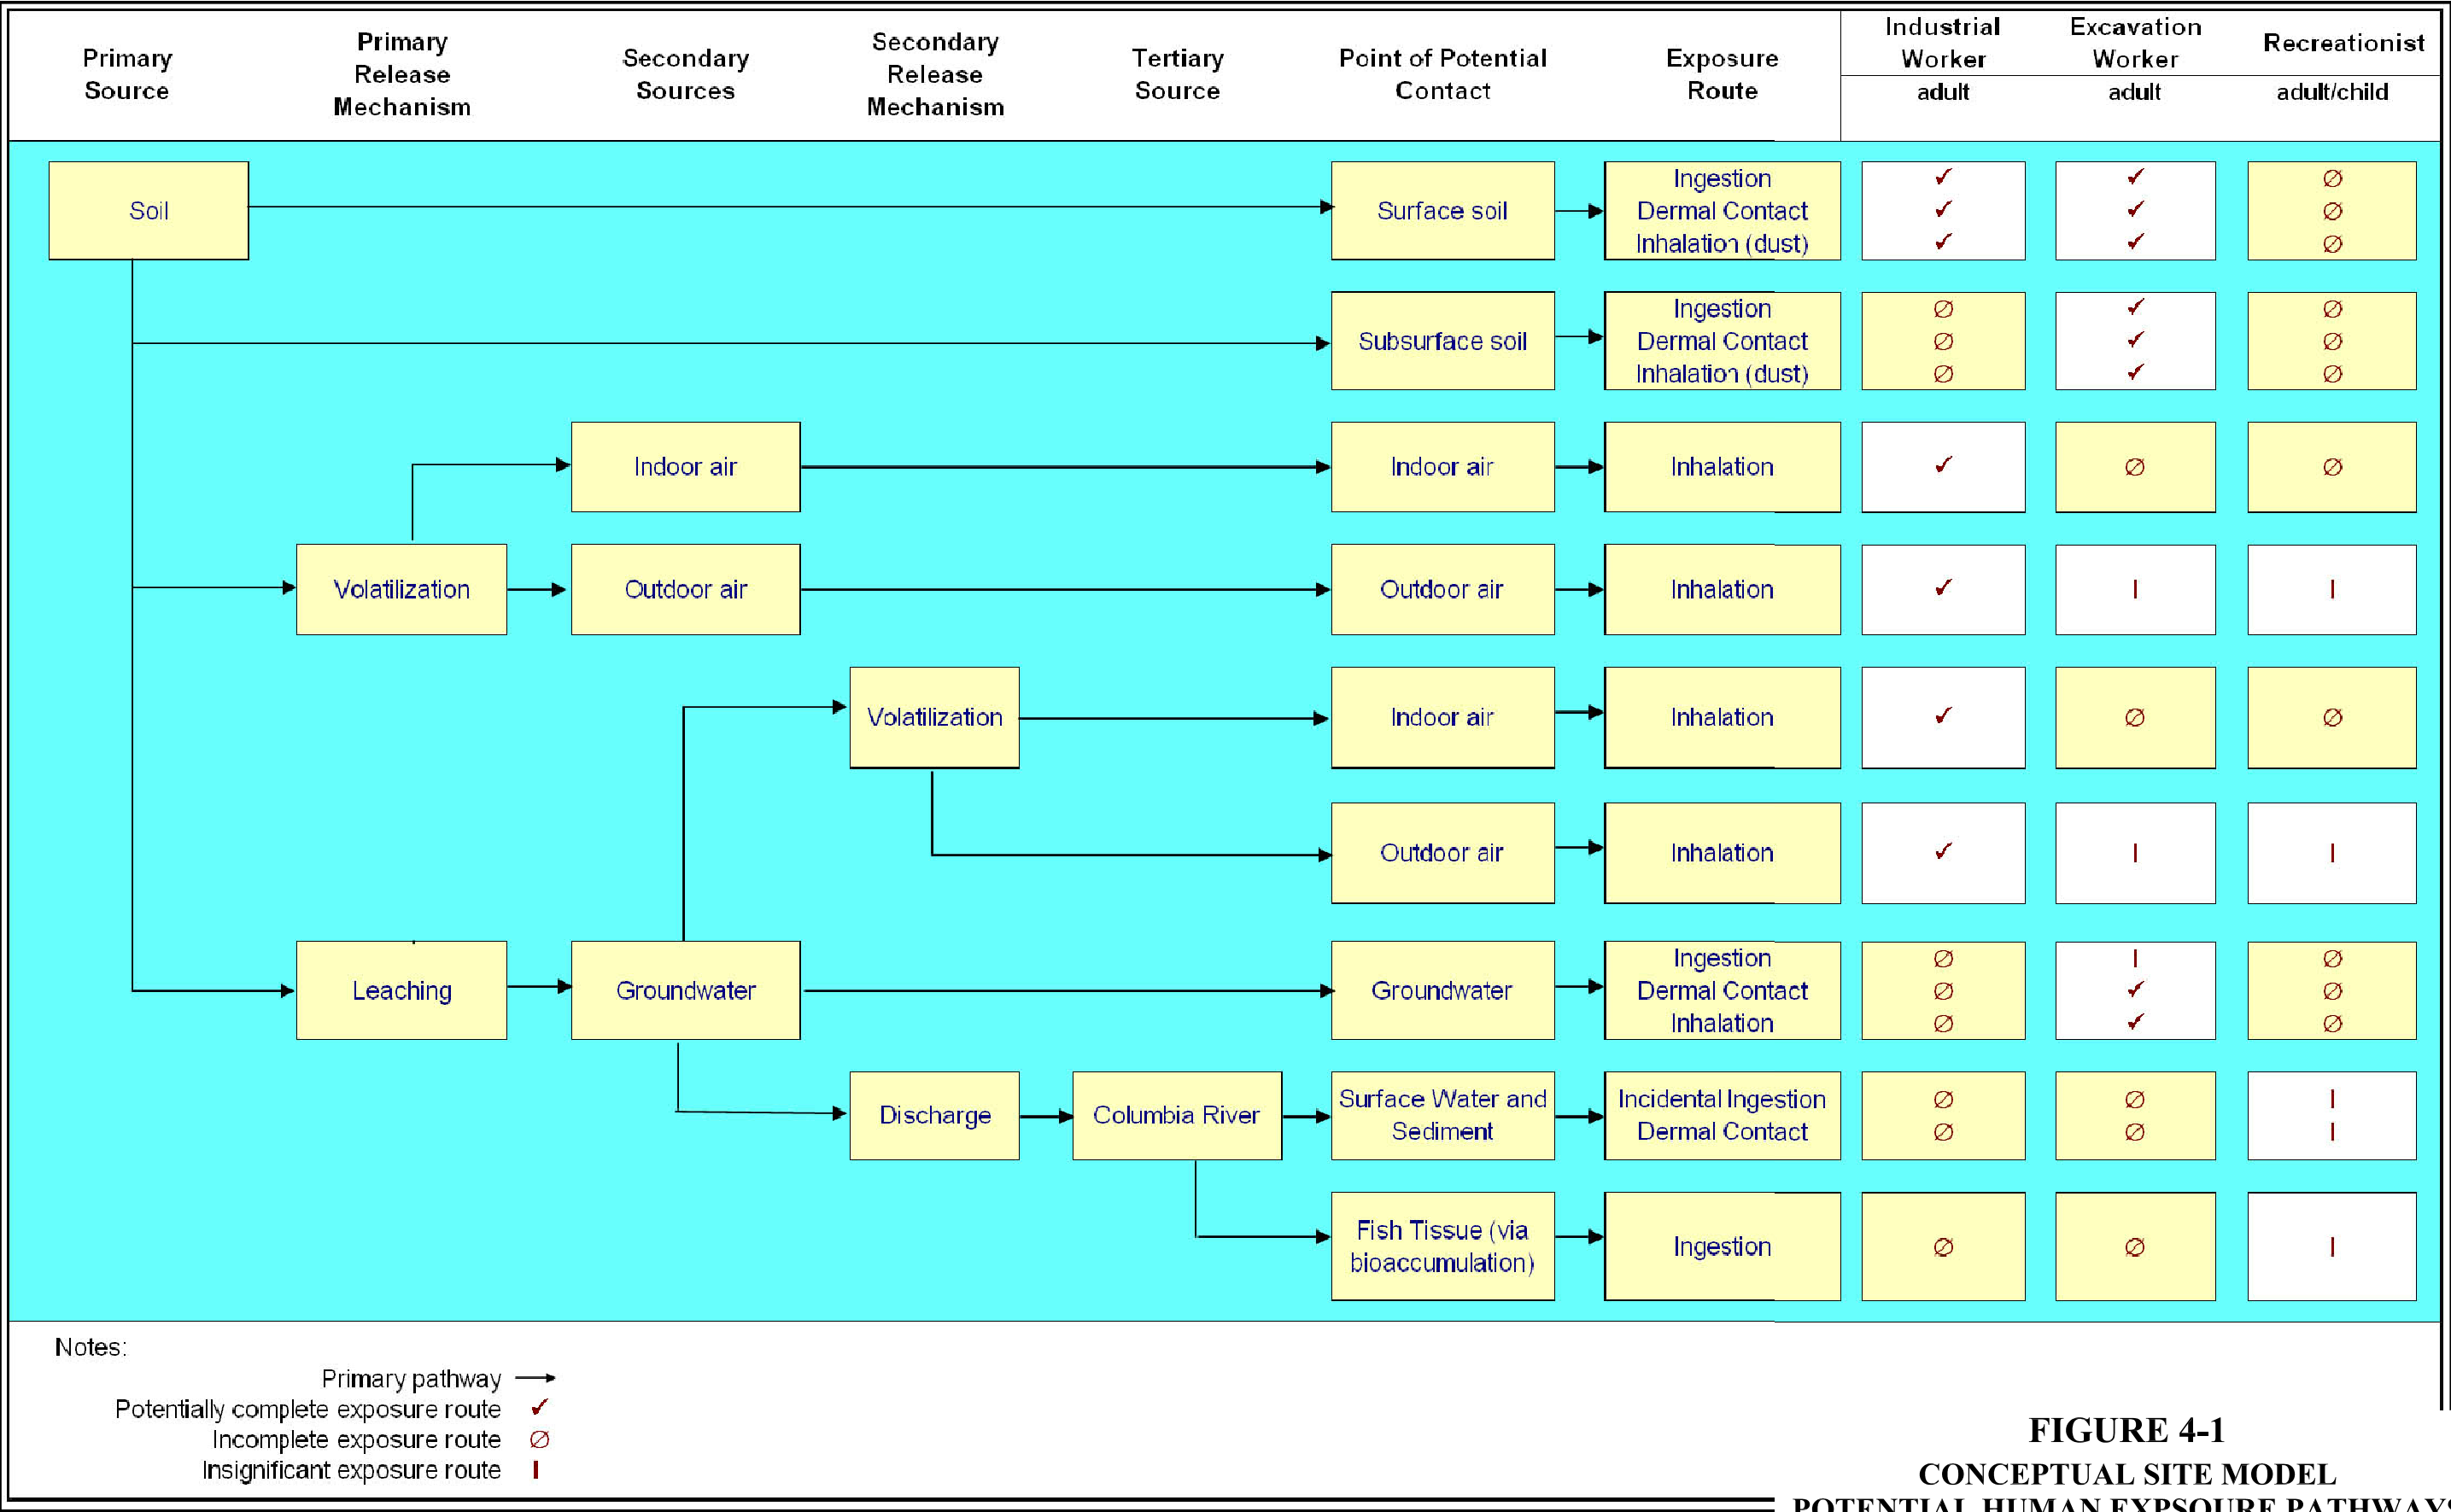 Primary
Source
Primary
Release
Mechanism
Secondary
Sources
Secondary
Release
Mechanism
Tertiary
Source
Point of Potential
Contact
Exposure
Route
Industrial
Worker
adult
Excavation
Worker
adult
Recreationist
adult/child
Soil
Surface soil
Ingestion
Dermal Contact
Inhalation (dust)
✓ ✓ ∅
✓ ✓ ∅
✓ ✓ ∅
Subsurface soil
Ingestion
Dermal Contact
Inhalation (dust)
∅ ✓ ∅
∅ ✓ ∅
∅ ✓ ∅
Indoor air
Indoor air
Inhalation
✓ ∅ ∅
Volatilization
Outdoor air
Outdoor air
Inhalation
✓ I I
Volatilization
Indoor air
Inhalation
✓ ∅ ∅
Outdoor air
Inhalation
✓ I I
Leaching
Groundwater
Groundwater
Ingestion
Dermal Contact
Inhalation
∅ I ∅
∅ ✓ ∅
∅ ✓ ∅
Discharge
Columbia River
Surface Water and
Sediment
Incidental Ingestion
Dermal Contact
∅ ∅ I
∅ ∅ I
Fish Tissue (via
bioaccumulation)
Ingestion
∅ ∅ I
Notes:
Primary pathway →
Potentially complete exposure route ✓
Incomplete exposure route ∅
Insignificant exposure route I
FIGURE 4-1
CONCEPTUAL SITE MODEL
POTENTIAL HUMAN EXPSOURE PATHWAYS